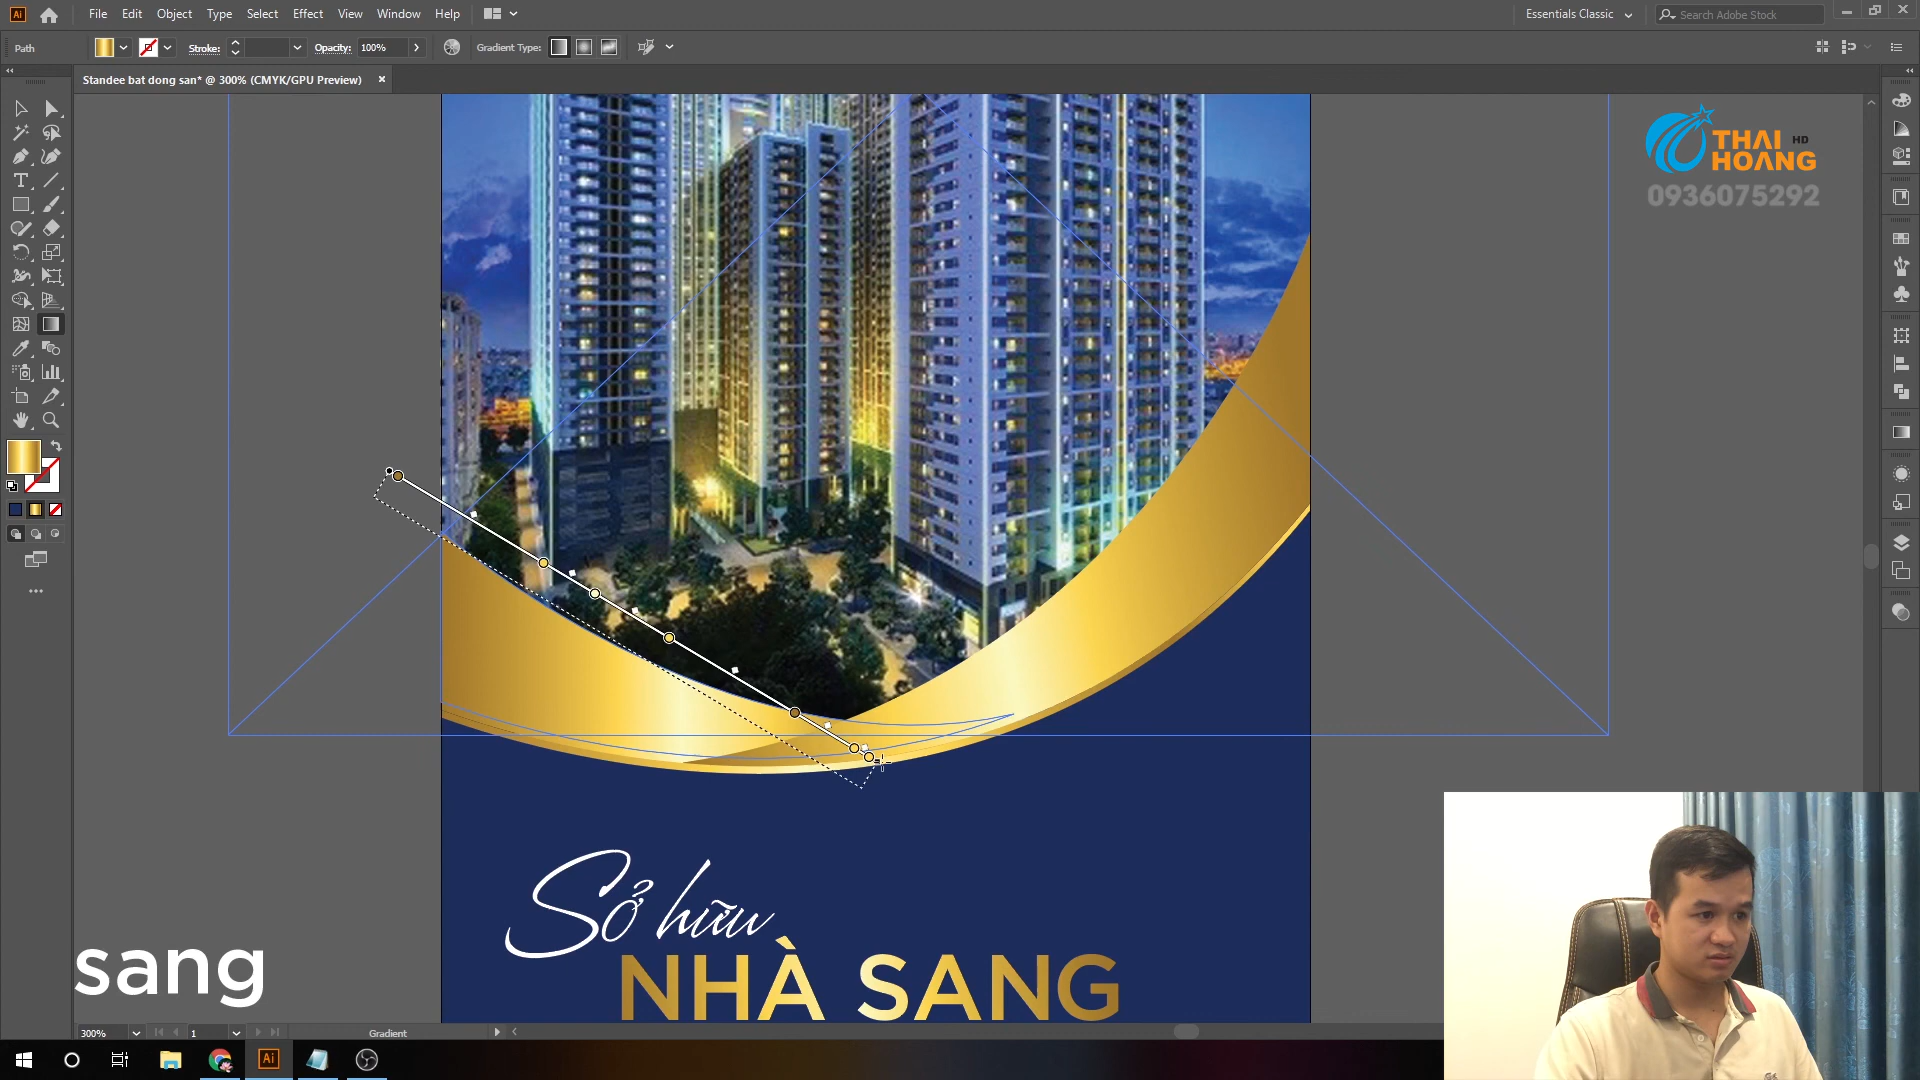 Ai File Edit Object Type Select Effect View Window Help Essentials Classic Search Adobe Stock
Path Stroke: Opacity: 100% Gradient Type:
Standee bat dong san* @ 300% (CMYK/GPU Preview) ×
THAI HD
HOANG
0936075292
Sở hữu
NHÀ SANG
sang
300% 1 Gradient
Ai